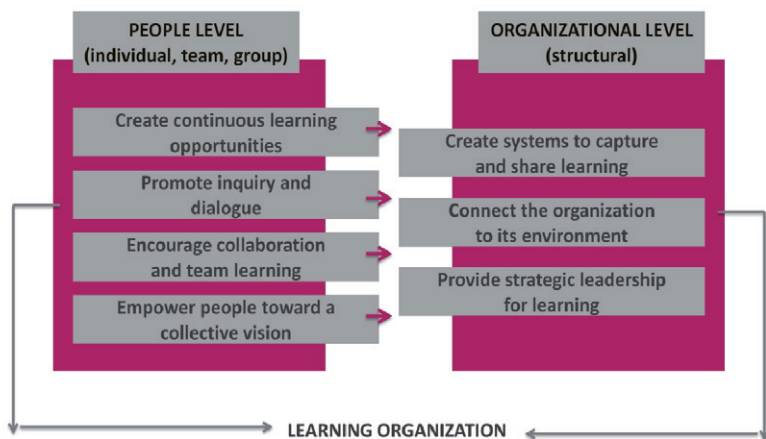 PEOPLE LEVEL
(individual, team, group)
Create continuous learning
opportunities
Promote inquiry and
dialogue
Encourage collaboration
and team learning
Empower people toward a
collective vision
ORGANIZATIONAL LEVEL
(structural)
Create systems to capture
and share learning
Connect the organization
to its environment
Provide strategic leadership
for learning
LEARNING ORGANIZATION